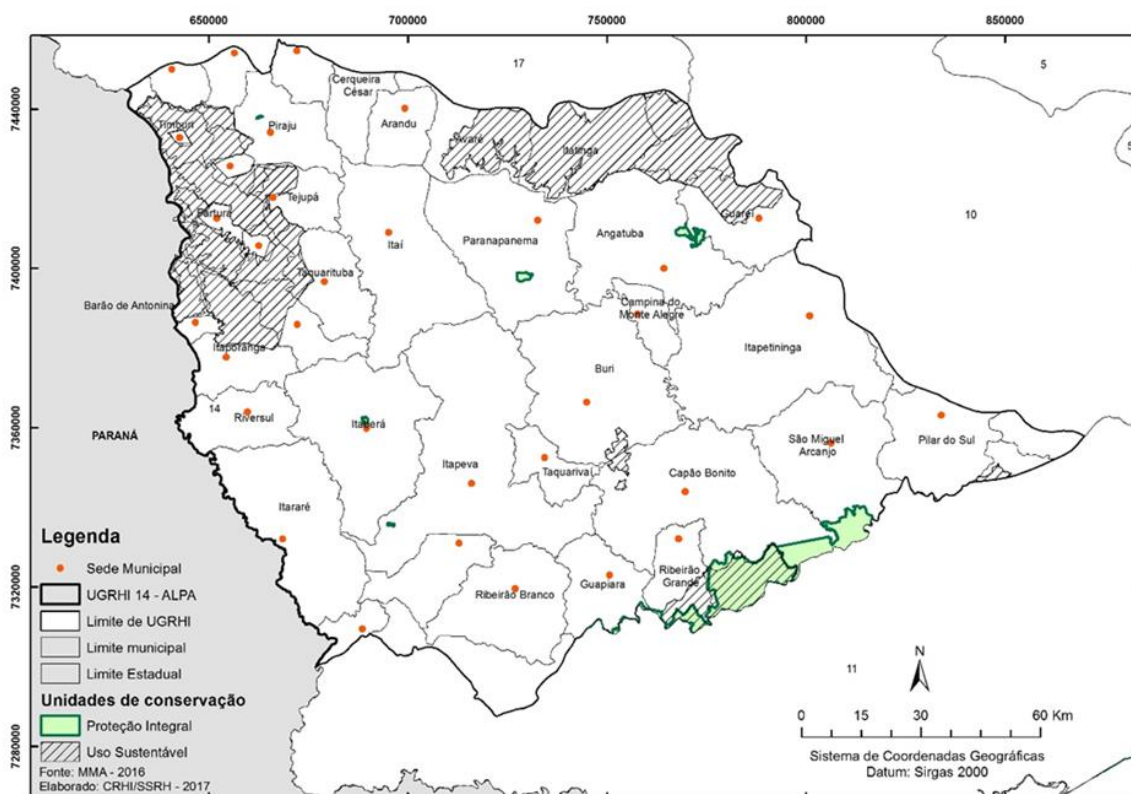 650000
700000
750000
800000
850000
7440000
7400000
7360000
7320000
7280000
17
5
5
10
11
14
Cerqueira
César
Arandu
Piraju
Timburi
Avaré
Itatinga
Tejupá
Guareí
Fartura
Itaí
Paranapanema
Angatuba
Taquarituba
Barão de Antonina
Campina do
Monte Alegre
Itapetininga
Itaporanga
Buri
Riversul
PARANÁ
Itaberá
São Miguel
Arcanjo
Pilar do Sul
Itapeva
Taquarivaí
Capão Bonito
Itararé
Ribeirão
Grande
Guapiara
Ribeirão Branco
Legenda
Sede Municipal
UGRHI 14 - ALPA
Limite de UGRHI
Limite municipal
Limite Estadual
Unidades de conservação
Proteção Integral
Uso Sustentável
Fonte: MMA - 2016
Elaborado: CRHI/SSRH - 2017
N
0 15 30 60 Km
Sistema de Coordenadas Geográficas
Datum: Sirgas 2000